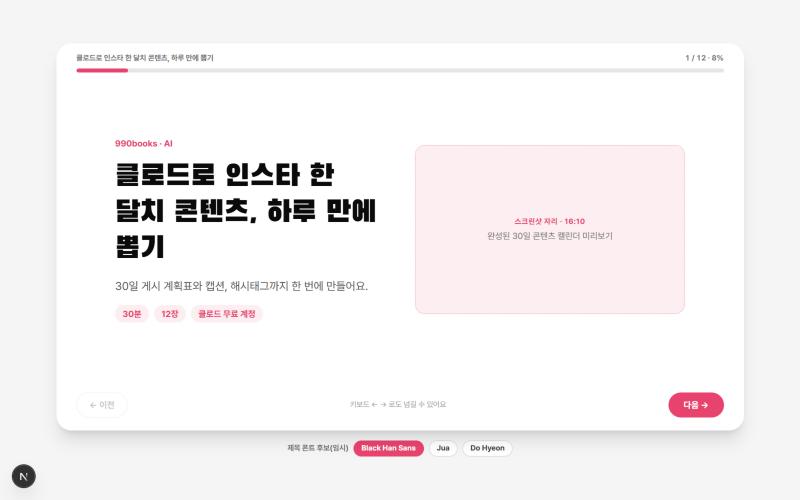 클로드로 인스타 한 달치 콘텐츠, 하루 만에 뽑기
1 / 12 · 8%
990books · AI
클로드로 인스타 한
달치 콘텐츠, 하루 만에
뽑기
30일 게시 계획표와 캡션, 해시태그까지 한 번에 만들어요.
30분
12장
클로드 무료 계정
스크린샷 자리 · 16:10
완성된 30일 콘텐츠 캘린더 미리보기
← 이전
키보드 ← → 로도 넘길 수 있어요
다음 →
제목 폰트 후보(임시)
Black Han Sans
Jua
Do Hyeon
N